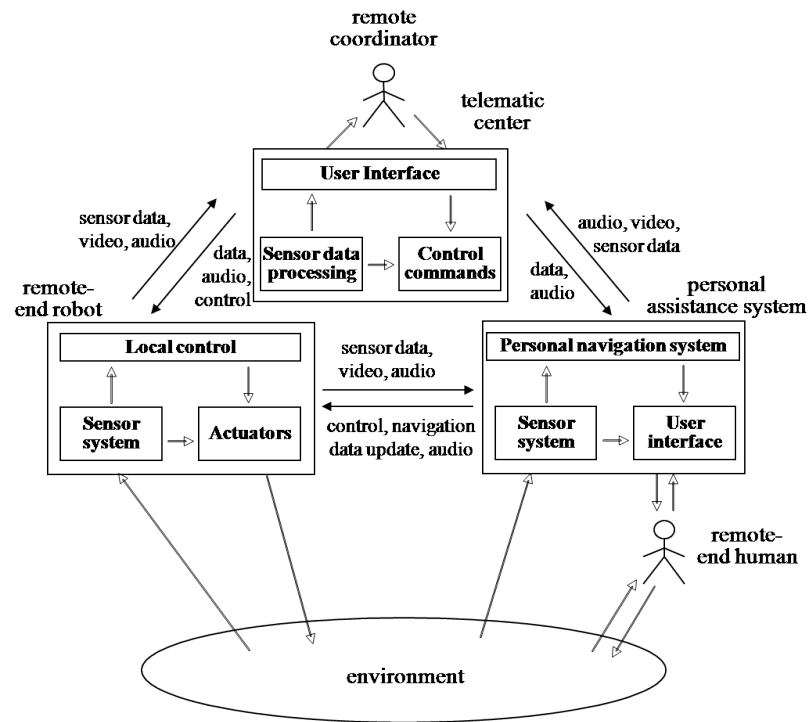 remote
coordinator
telematic
center
User Interface
sensor data,
video, audio
audio, video,
sensor data
Sensor data
processing
Control
commands
data,
audio,
control
data,
audio
remote-
end robot
personal
assistance system
Local control
Personal navigation system
sensor data,
video, audio
Sensor
system
Actuators
control, navigation
data update, audio
Sensor
system
User
interface
remote-
end human
environment